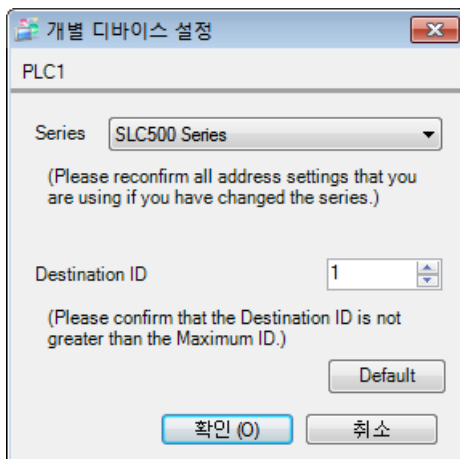 개별 디바이스 설정
PLC1
Series SLC500 Series
(Please reconfirm all address settings that you
are using if you have changed the series.)
Destination ID 1
(Please confirm that the Destination ID is not
greater than the Maximum ID.)
Default
확인 (O) 취소